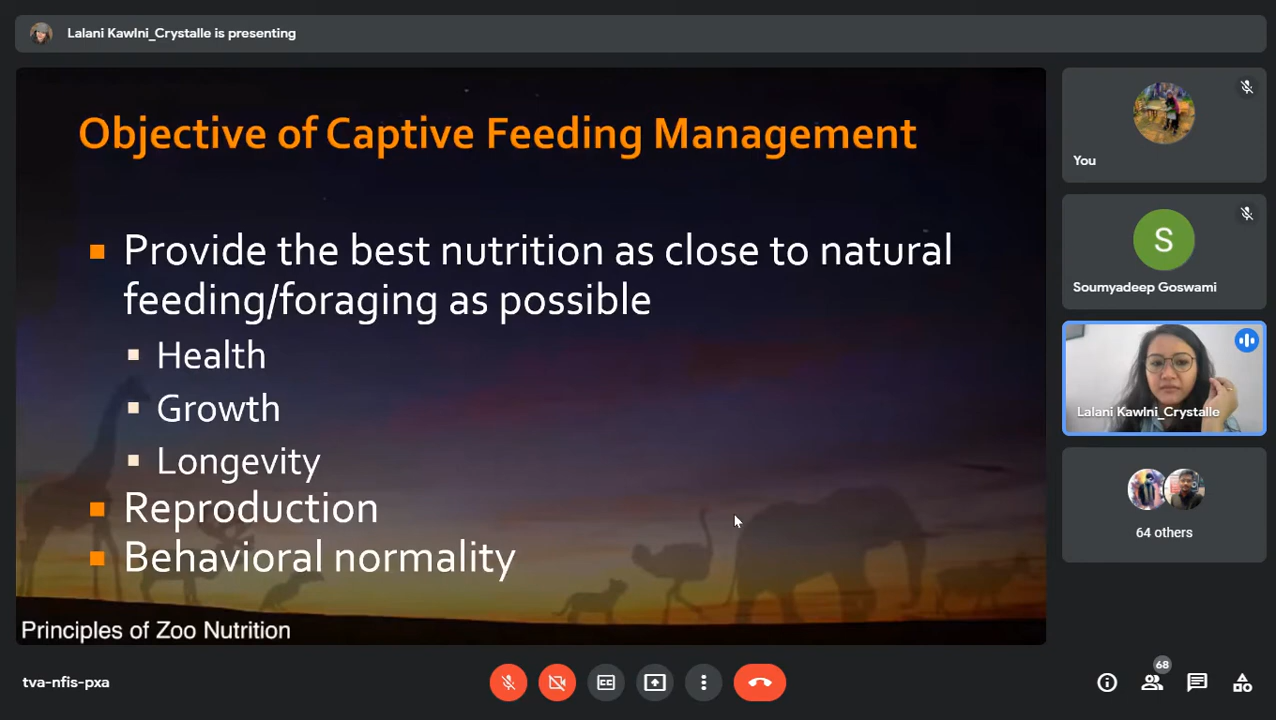 Lalani Kawlni_Crystalle is presenting
Objective of Captive Feeding Management
Provide the best nutrition as close to natural
feeding/foraging as possible
Health
Growth
Longevity
Reproduction
Behavioral normality
Principles of Zoo Nutrition
You
S
Soumyadeep Goswami
Lalani Kawlni_Crystalle
64 others
tva-nfis-pxa
CC
68